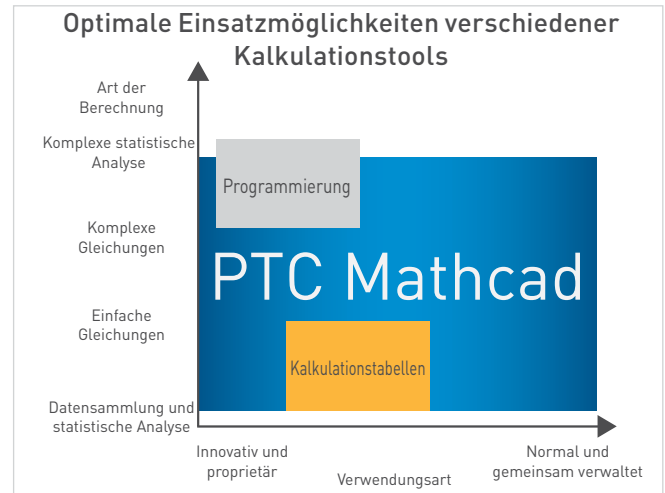 Optimale Einsatzmöglichkeiten verschiedener
Kalkulationstools
Art der
Berechnung
Komplexe statistische
Analyse
Programmierung
Komplexe
Gleichungen
PTC Mathcad
Einfache
Gleichungen
Kalkulationstabellen
Datensammlung und
statistische Analyse
Innovativ und
proprietär
Verwendungsart
Normal und
gemeinsam verwaltet